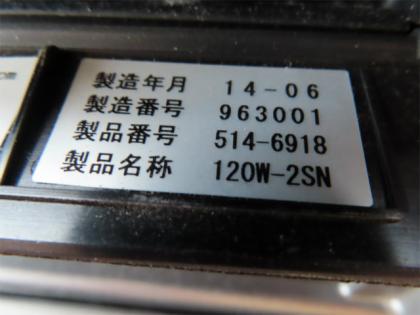 製造年月 14-06
製造番号 963001
製品番号 514-6918
製品名称 120W-2SN